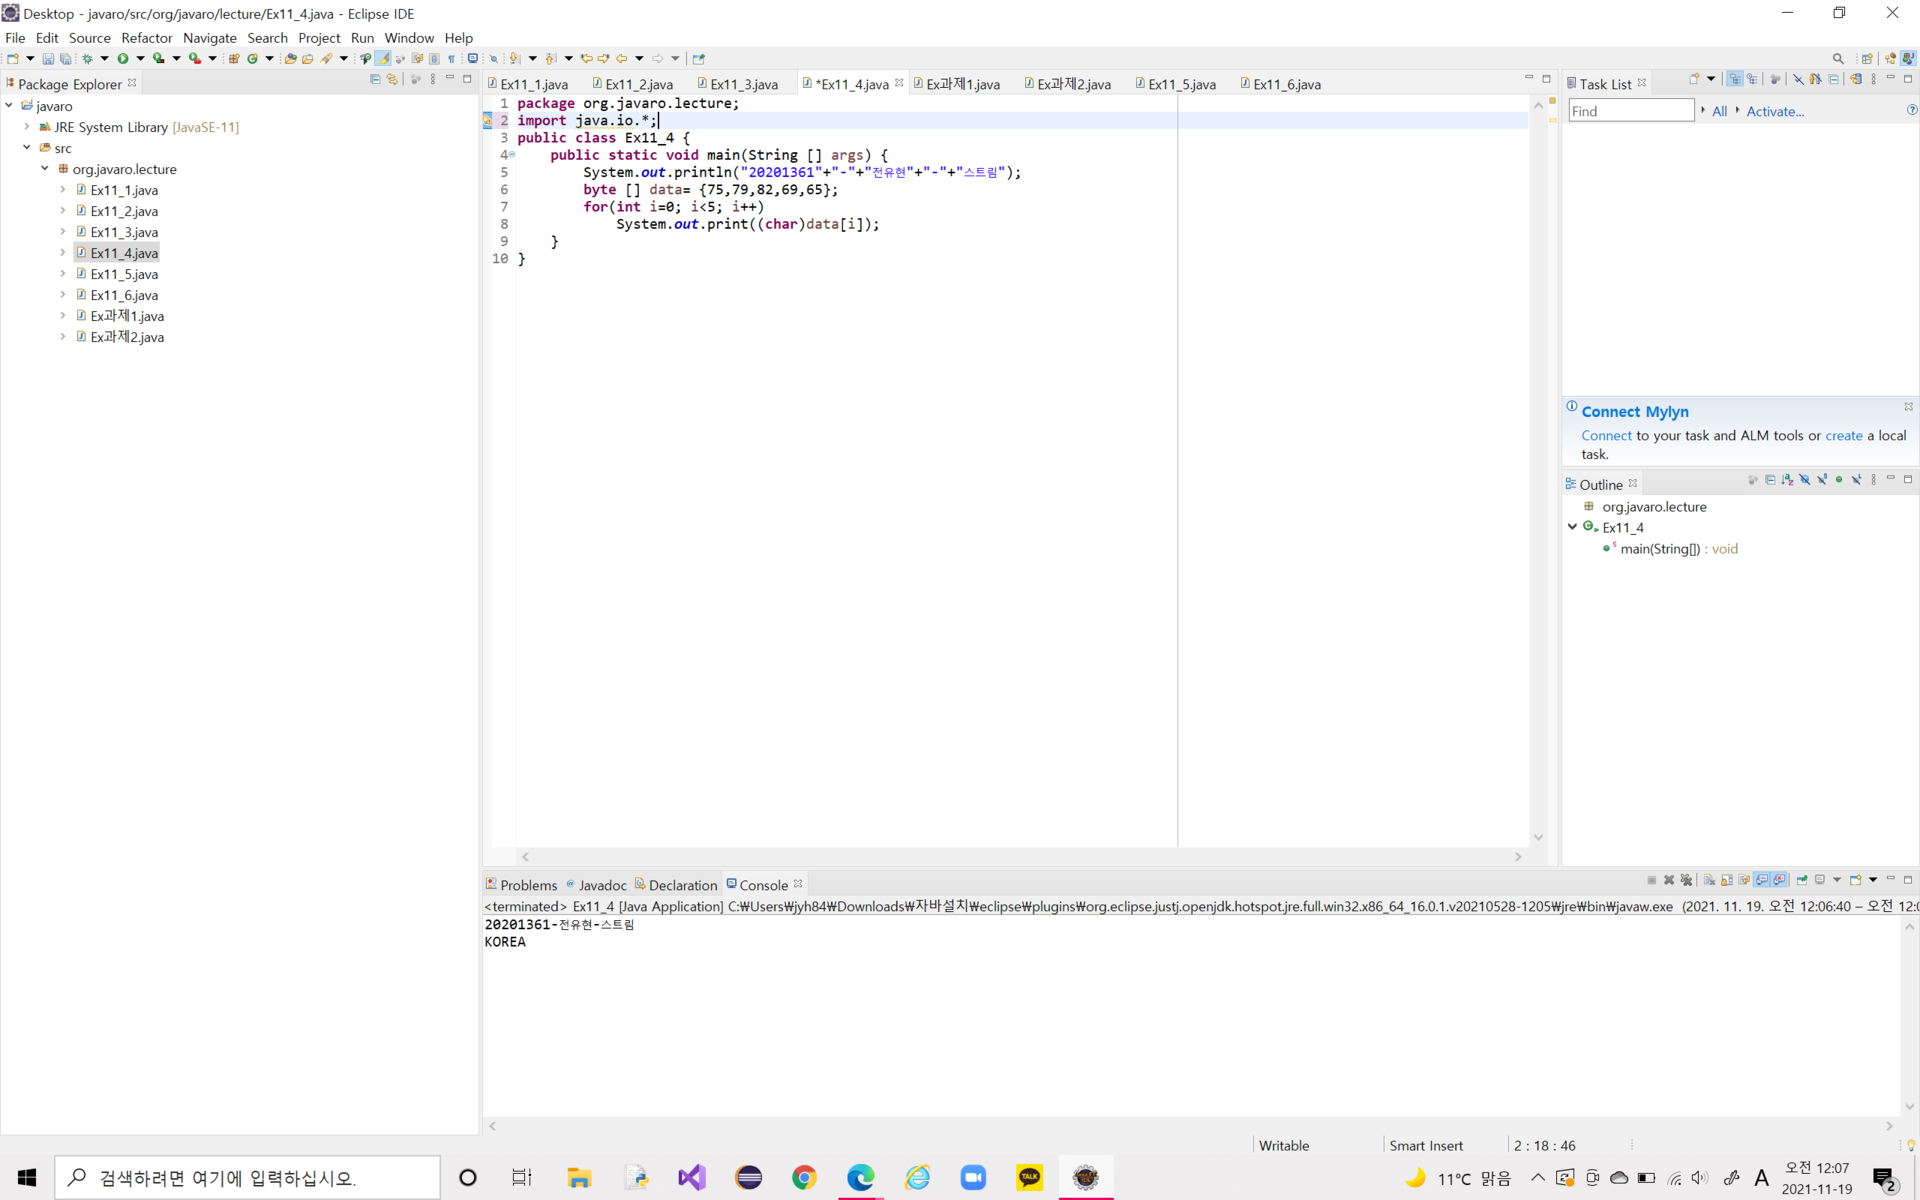 Desktop - javaro/src/org/javaro/lecture/Ex11_4.java - Eclipse IDE
File Edit Source Refactor Navigate Search Project Run Window Help
Package Explorer
javaro
JRE System Library [JavaSE-11]
src
org.javaro.lecture
Ex11_1.java
Ex11_2.java
Ex11_3.java
Ex11_4.java
Ex11_5.java
Ex11_6.java
Ex과제1.java
Ex과제2.java
Ex11_1.java Ex11_2.java Ex11_3.java *Ex11_4.java Ex과제1.java Ex과제2.java Ex11_5.java Ex11_6.java
1 package org.javaro.lecture;
2 import java.io.*;
3 public class Ex11_4 {
4 public static void main(String [] args) {
5 System.out.println("20201361"+"-"+"전유현"+"-"+"스트림");
6 byte [] data= {75,79,82,69,65};
7 for(int i=0; i<5; i++)
8 System.out.print((char)data[i]);
9 }
10 }
Task List
Find All Activate...
Connect Mylyn
Connect to your task and ALM tools or create a local
task.
Outline
org.javaro.lecture
Ex11_4
main(String[]) : void
Problems Javadoc Declaration Console
<terminated> Ex11_4 [Java Application] C:₩Users₩jyh84₩Downloads₩자바설치₩eclipse₩plugins₩org.eclipse.justj.openjdk.hotspot.jre.full.win32.x86_64_16.0.1.v20210528-1205₩jre₩bin₩javaw.exe (2021. 11. 19. 오전 12:06:40 – 오전 12:0
20201361-전유현-스트림
KOREA
Writable Smart Insert 2 : 18 : 46
검색하려면 여기에 입력하십시오.
TALK
11°C 맑음
A
오전 12:07
2021-11-19
2